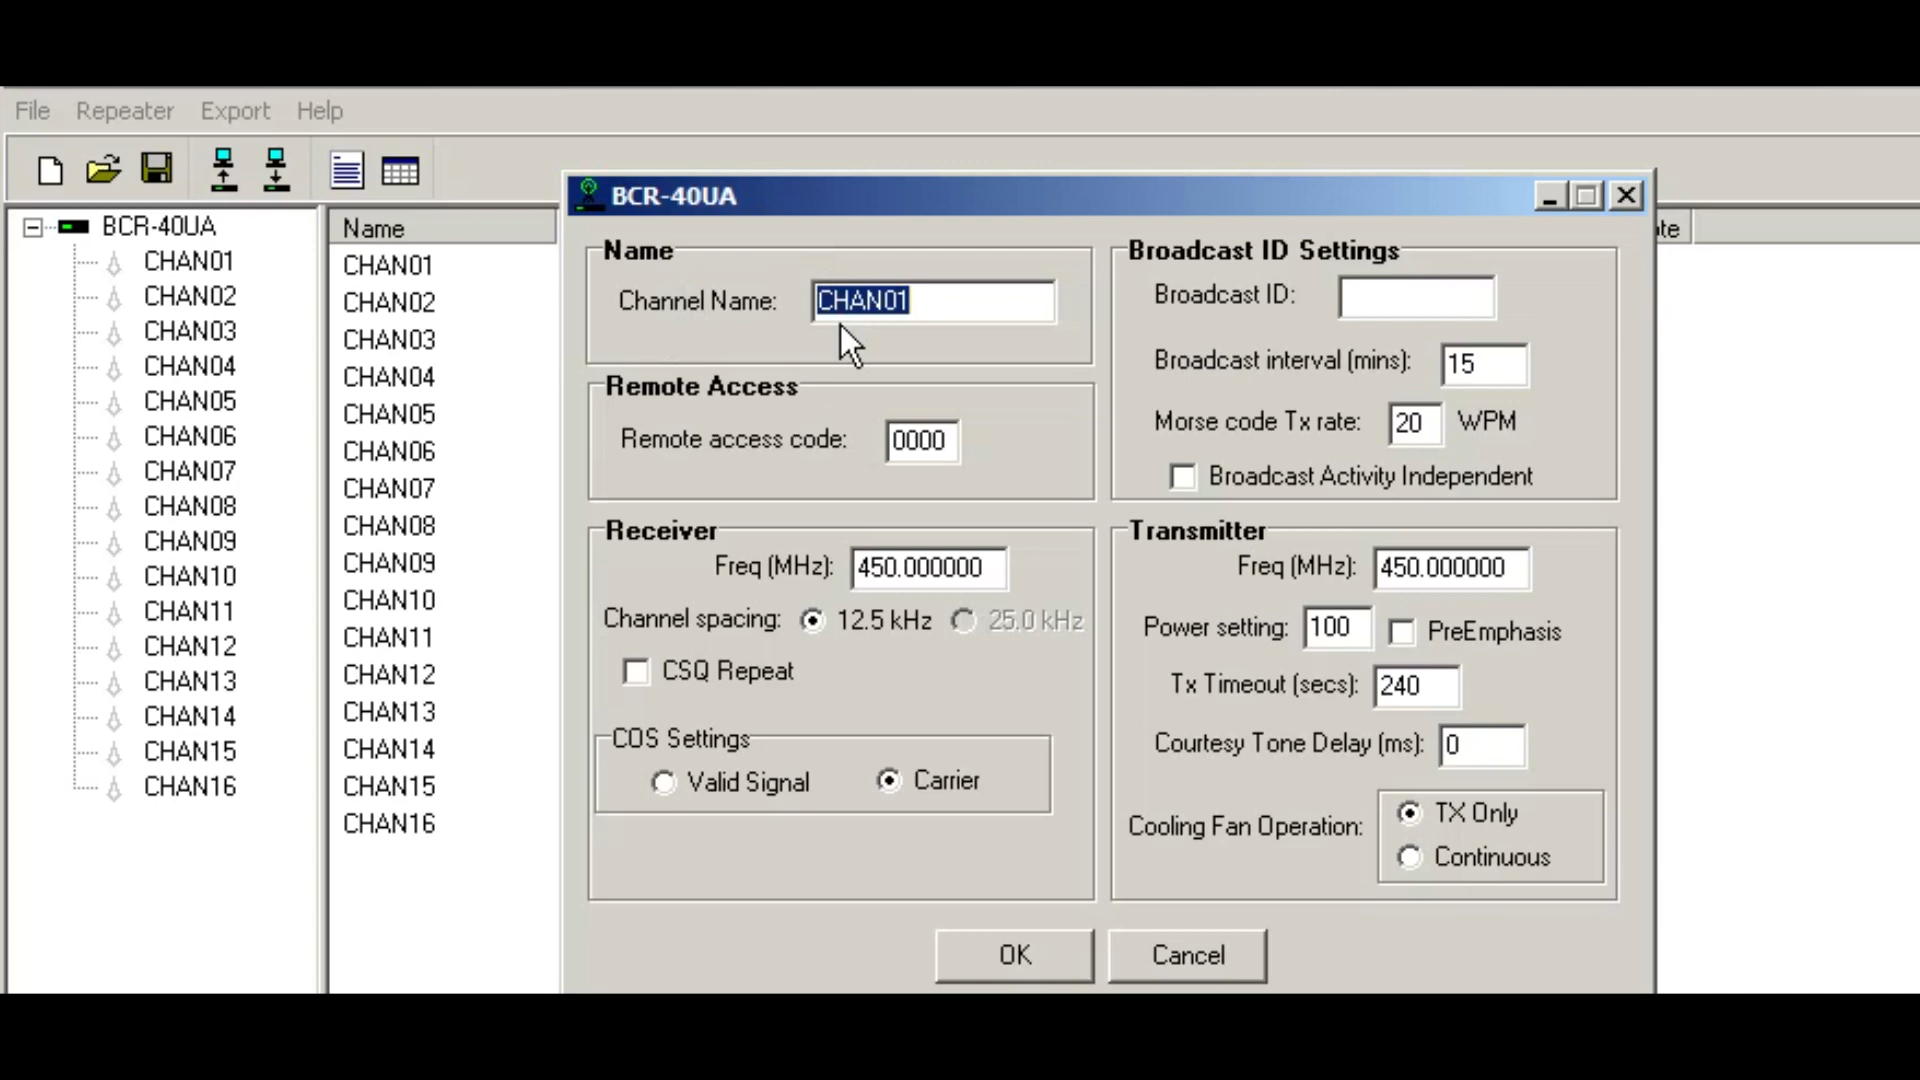 File Repeater Export Help
BCR-40UA
CHAN01
CHAN02
CHAN03
CHAN04
CHAN05
CHAN06
CHAN07
CHAN08
CHAN09
CHAN10
CHAN11
CHAN12
CHAN13
CHAN14
CHAN15
CHAN16
Name
CHAN01
CHAN02
CHAN03
CHAN04
CHAN05
CHAN06
CHAN07
CHAN08
CHAN09
CHAN10
CHAN11
CHAN12
CHAN13
CHAN14
CHAN15
CHAN16
BCR-40UA
Name
Channel Name: CHAN01
Remote Access
Remote access code: 0000
Receiver
Freq (MHz): 450.000000
Channel spacing: 12.5 kHz 25.0 kHz
CSQ Repeat
COS Settings
Valid Signal Carrier
Broadcast ID Settings
Broadcast ID:
Broadcast interval (mins): 15
Morse code Tx rate: 20 WPM
Broadcast Activity Independent
Transmitter
Freq (MHz): 450.000000
Power setting: 100 PreEmphasis
Tx Timeout (secs): 240
Courtesy Tone Delay (ms): 0
Cooling Fan Operation: TX Only
Continuous
OK Cancel